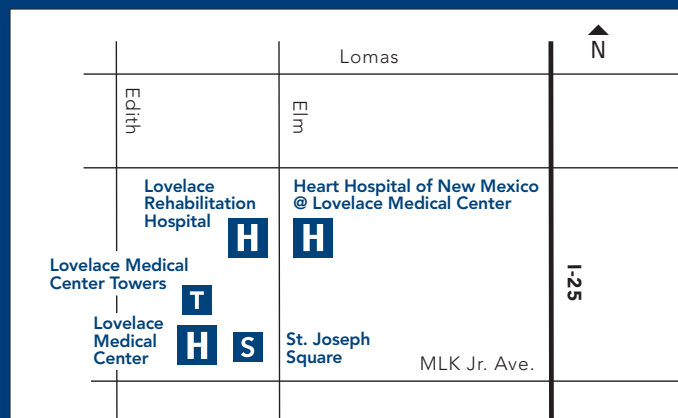 N
Lomas
Edith
Elm
Lovelace
Rehabilitation
Hospital
H
Heart Hospital of New Mexico
@ Lovelace Medical Center
H
Lovelace Medical
Center Towers
T
I-25
Lovelace
Medical
Center
H
S
St. Joseph
Square
MLK Jr. Ave.